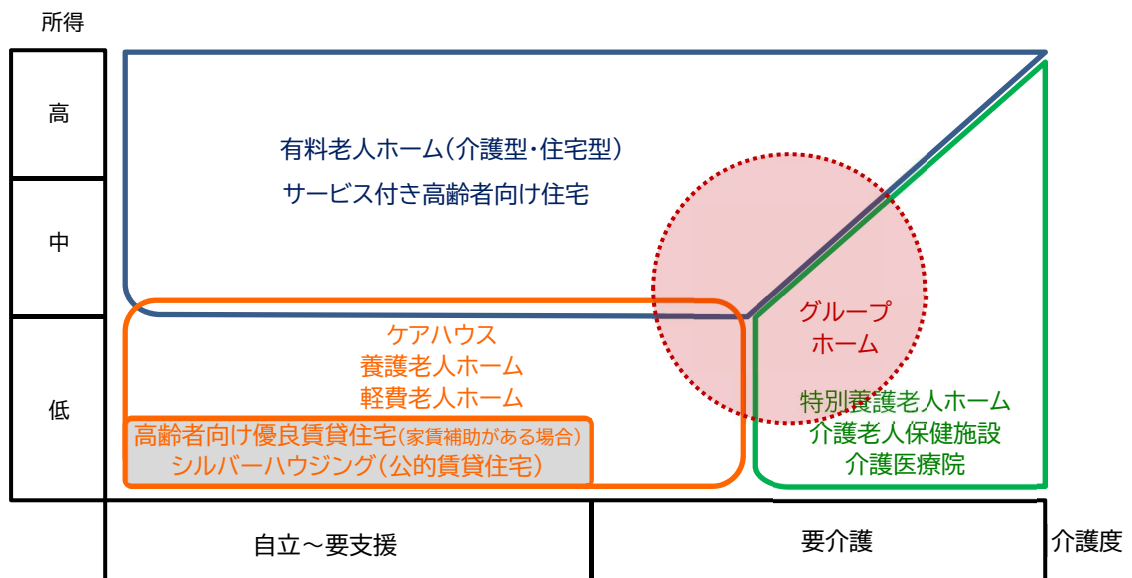 所得
高
中
低
有料老人ホーム(介護型・住宅型)
サービス付き高齢者向け住宅
グループ
ホーム
ケアハウス
養護老人ホーム
軽費老人ホーム
高齢者向け優良賃貸住宅(家賃補助がある場合)
シルバーハウジング(公的賃貸住宅)
特別養護老人ホーム
介護老人保健施設
介護医療院
自立～要支援
要介護
介護度